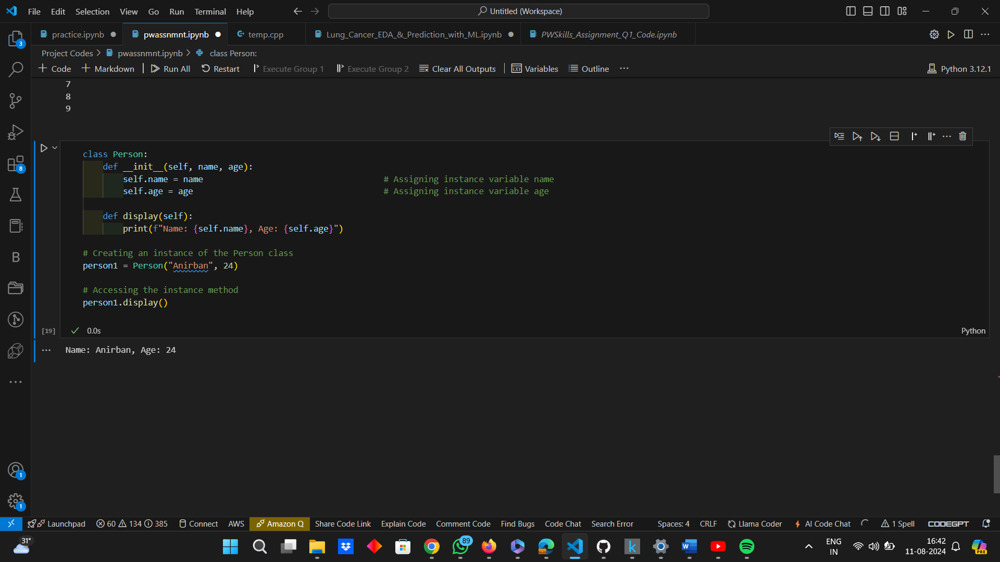 File Edit Selection View Go Run Terminal Help
Untitled (Workspace)
practice.ipynb
pwassnmnt.ipynb
temp.cpp
Lung_Cancer_EDA_&_Prediction_with_ML.ipynb
PWSkills_Assignment_Q1_Code.ipynb
Project Codes > pwassnmnt.ipynb > class Person:
+ Code + Markdown | Run All Restart Execute Group 1 Execute Group 2 Clear All Outputs | Variables Outline ...
Python 3.12.1
7
8
9
class Person:
    def __init__(self, name, age):
        self.name = name # Assigning instance variable name
        self.age = age # Assigning instance variable age
    def display(self):
        print(f"Name: {self.name}, Age: {self.age}")
# Creating an instance of the Person class
person1 = Person("Anirban", 24)
# Accessing the instance method
person1.display()
[19] 0.0s Python
... Name: Anirban, Age: 24
3
8
B
1
1
Launchpad 60 134 385 Connect AWS Amazon Q Share Code Link Explain Code Comment Code Find Bugs Code Chat Search Error Spaces: 4 CRLF Llama Coder AI Code Chat 1 Spell CODEGPT
31°
89
k
W
ENG
IN
16:42
11-08-2024
PRE